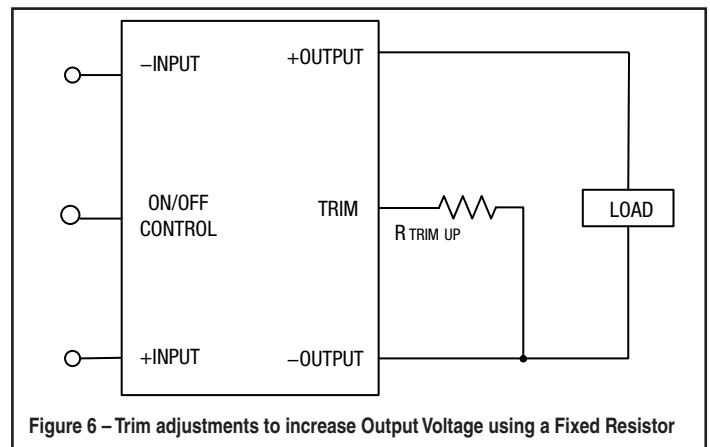 –INPUT
+OUTPUT
ON/OFF
CONTROL
TRIM
R TRIM UP
LOAD
+INPUT
–OUTPUT
Figure 6 – Trim adjustments to increase Output Voltage using a Fixed Resistor